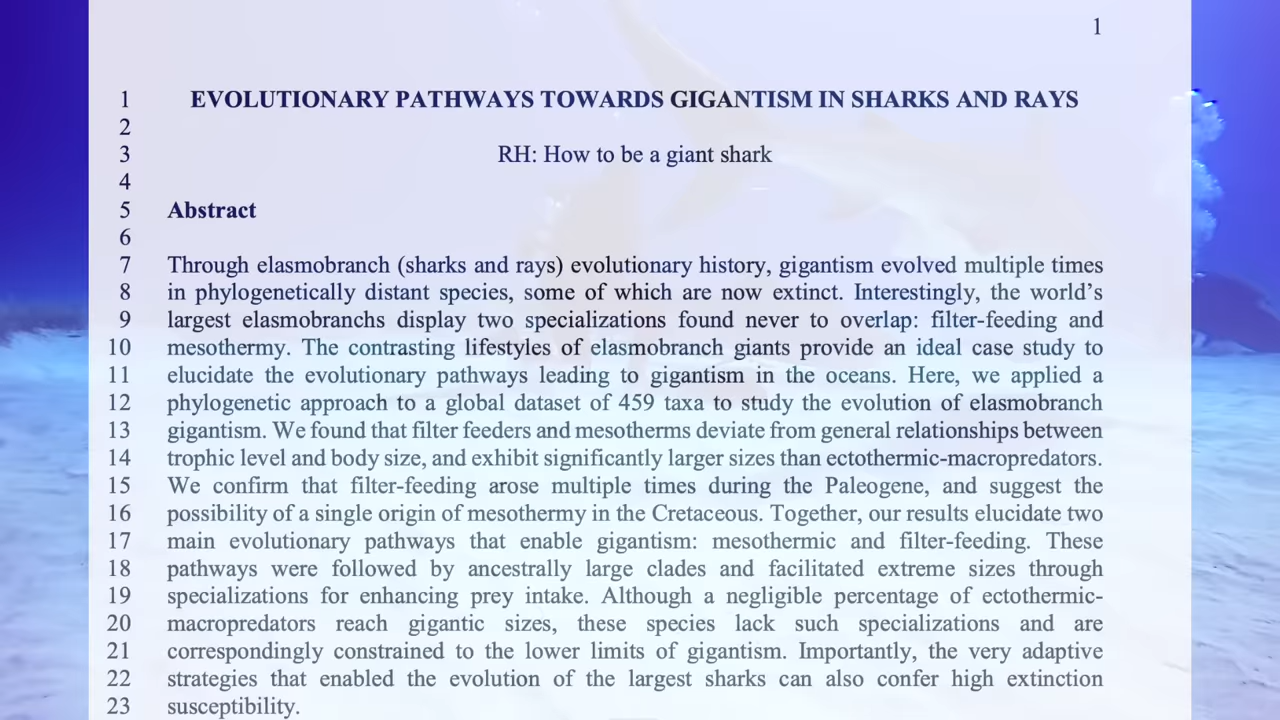 1
1 EVOLUTIONARY PATHWAYS TOWARDS GIGANTISM IN SHARKS AND RAYS
2
3 RH: How to be a giant shark
4
5 Abstract
6
7 Through elasmobranch (sharks and rays) evolutionary history, gigantism evolved multiple times
8 in phylogenetically distant species, some of which are now extinct. Interestingly, the world’s
9 largest elasmobranchs display two specializations found never to overlap: filter-feeding and
10 mesothermy. The contrasting lifestyles of elasmobranch giants provide an ideal case study to
11 elucidate the evolutionary pathways leading to gigantism in the oceans. Here, we applied a
12 phylogenetic approach to a global dataset of 459 taxa to study the evolution of elasmobranch
13 gigantism. We found that filter feeders and mesotherms deviate from general relationships between
14 trophic level and body size, and exhibit significantly larger sizes than ectothermic-macropredators.
15 We confirm that filter-feeding arose multiple times during the Paleogene, and suggest the
16 possibility of a single origin of mesothermy in the Cretaceous. Together, our results elucidate two
17 main evolutionary pathways that enable gigantism: mesothermic and filter-feeding. These
18 pathways were followed by ancestrally large clades and facilitated extreme sizes through
19 specializations for enhancing prey intake. Although a negligible percentage of ectothermic-
20 macropredators reach gigantic sizes, these species lack such specializations and are
21 correspondingly constrained to the lower limits of gigantism. Importantly, the very adaptive
22 strategies that enabled the evolution of the largest sharks can also confer high extinction
23 susceptibility.